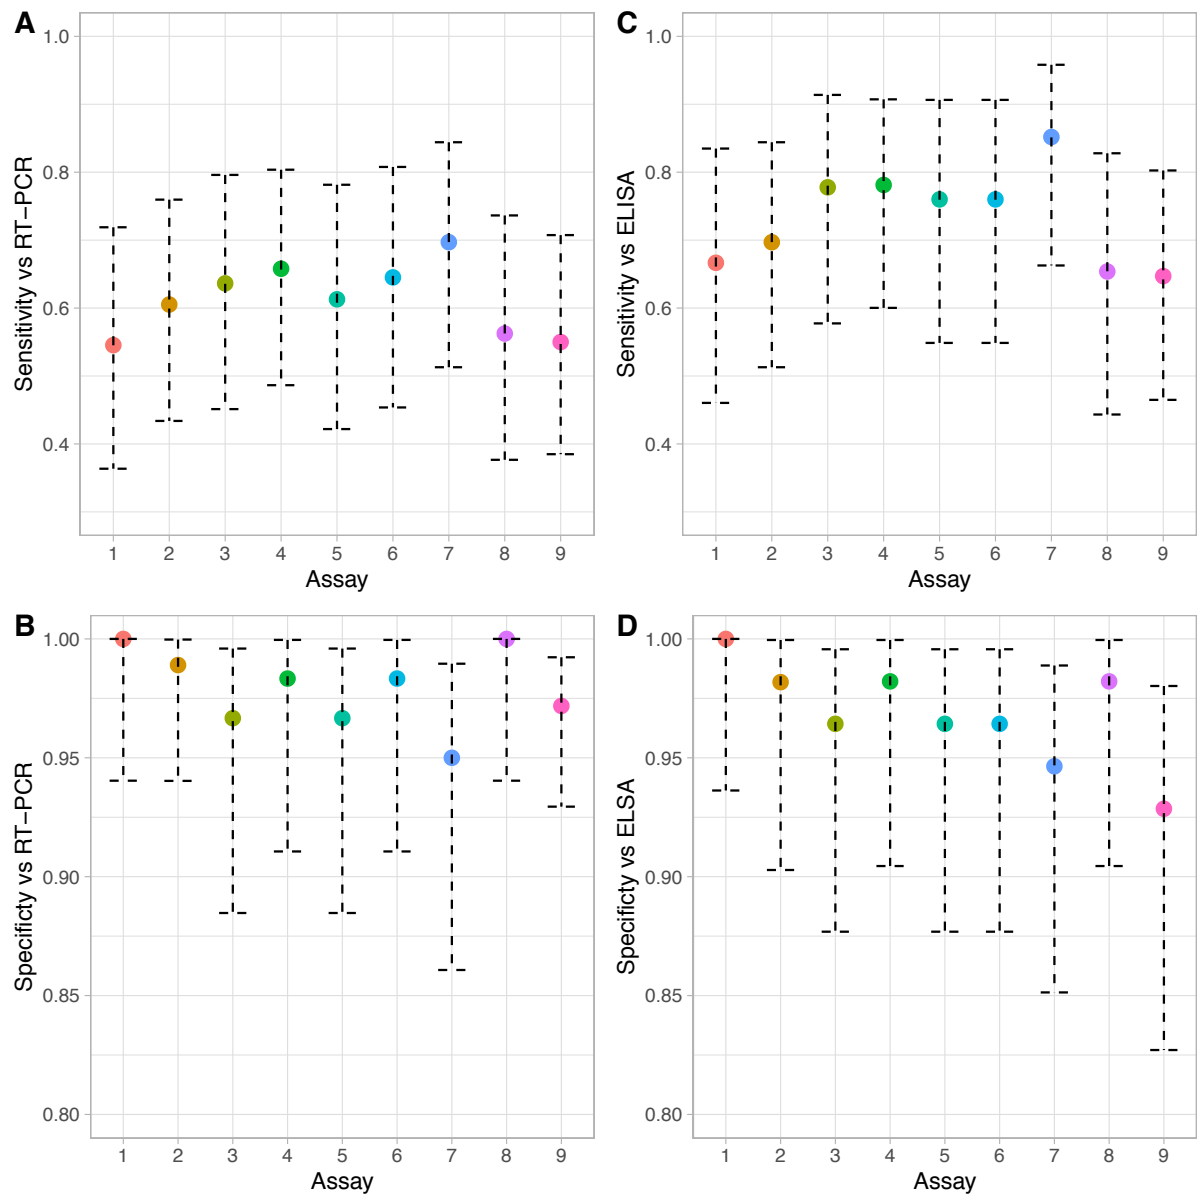 A
Sensitivity vs RT−PCR
1.0
0.8
0.6
0.4
1 2 3 4 5 6 7 8 9
Assay
C
Sensitivity vs ELISA
1.0
0.8
0.6
0.4
1 2 3 4 5 6 7 8 9
Assay
B
Specificty vs RT−PCR
1.00
0.95
0.90
0.85
0.80
1 2 3 4 5 6 7 8 9
Assay
D
Specificty vs ELSA
1.00
0.95
0.90
0.85
0.80
1 2 3 4 5 6 7 8 9
Assay